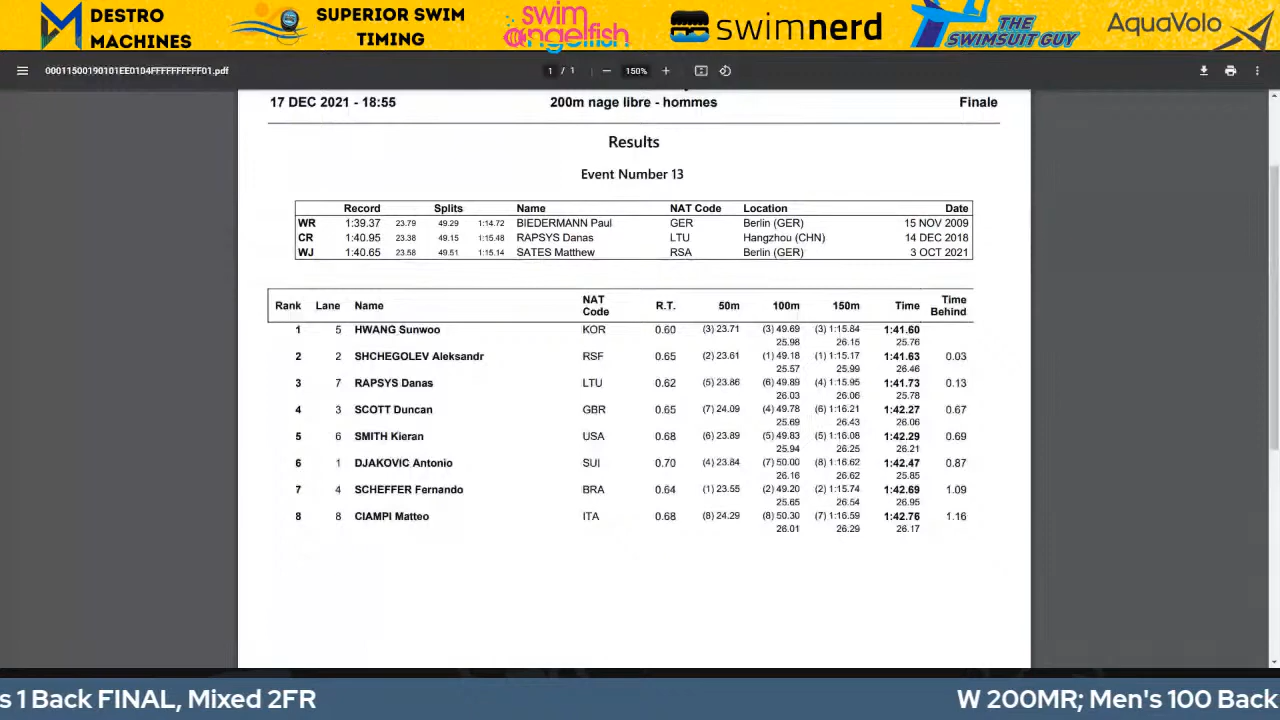 DESTRO MACHINES
SUPERIOR SWIM TIMING
swim angelfish
swimnerd
THE SWIMSUIT GUY
AquaVolo
00011500190101EE0104FFFFFFFFFF01.pdf
1 / 1
150%
17 DEC 2021 - 18:55 200m nage libre - hommes Finale
Results
Event Number 13
Record Splits Name NAT Code Location Date
WR 1:39.37 23.79 49.29 1:14.72 BIEDERMANN Paul GER Berlin (GER) 15 NOV 2009
CR 1:40.95 23.38 49.15 1:15.48 RAPSYS Danas LTU Hangzhou (CHN) 14 DEC 2018
WJ 1:40.65 23.58 49.51 1:15.14 SATES Matthew RSA Berlin (GER) 3 OCT 2021
Rank Lane Name NAT Code R.T. 50m 100m 150m Time Time Behind
1 5 HWANG Sunwoo KOR 0.60 (3) 23.71 (3) 49.69 (3) 1:15.84 1:41.60
25.98 26.15 25.76
2 2 SHCHEGOLEV Aleksandr RSF 0.65 (2) 23.61 (1) 49.18 (1) 1:15.17 1:41.63 0.03
25.57 25.99 26.46
3 7 RAPSYS Danas LTU 0.62 (5) 23.86 (6) 49.89 (4) 1:15.95 1:41.73 0.13
26.03 26.06 25.78
4 3 SCOTT Duncan GBR 0.65 (7) 24.09 (4) 49.78 (6) 1:16.21 1:42.27 0.67
25.69 26.43 26.06
5 6 SMITH Kieran USA 0.68 (6) 23.89 (5) 49.83 (5) 1:16.08 1:42.29 0.69
25.94 26.25 26.21
6 1 DJAKOVIC Antonio SUI 0.70 (4) 23.84 (7) 50.00 (8) 1:16.62 1:42.47 0.87
26.16 26.62 25.85
7 4 SCHEFFER Fernando BRA 0.64 (1) 23.55 (2) 49.20 (2) 1:15.74 1:42.69 1.09
25.65 26.54 26.95
8 8 CIAMPI Matteo ITA 0.68 (8) 24.29 (8) 50.30 (7) 1:16.59 1:42.76 1.16
26.01 26.29 26.17
s 1 Back FINAL, Mixed 2FR W 200MR; Men's 100 Back